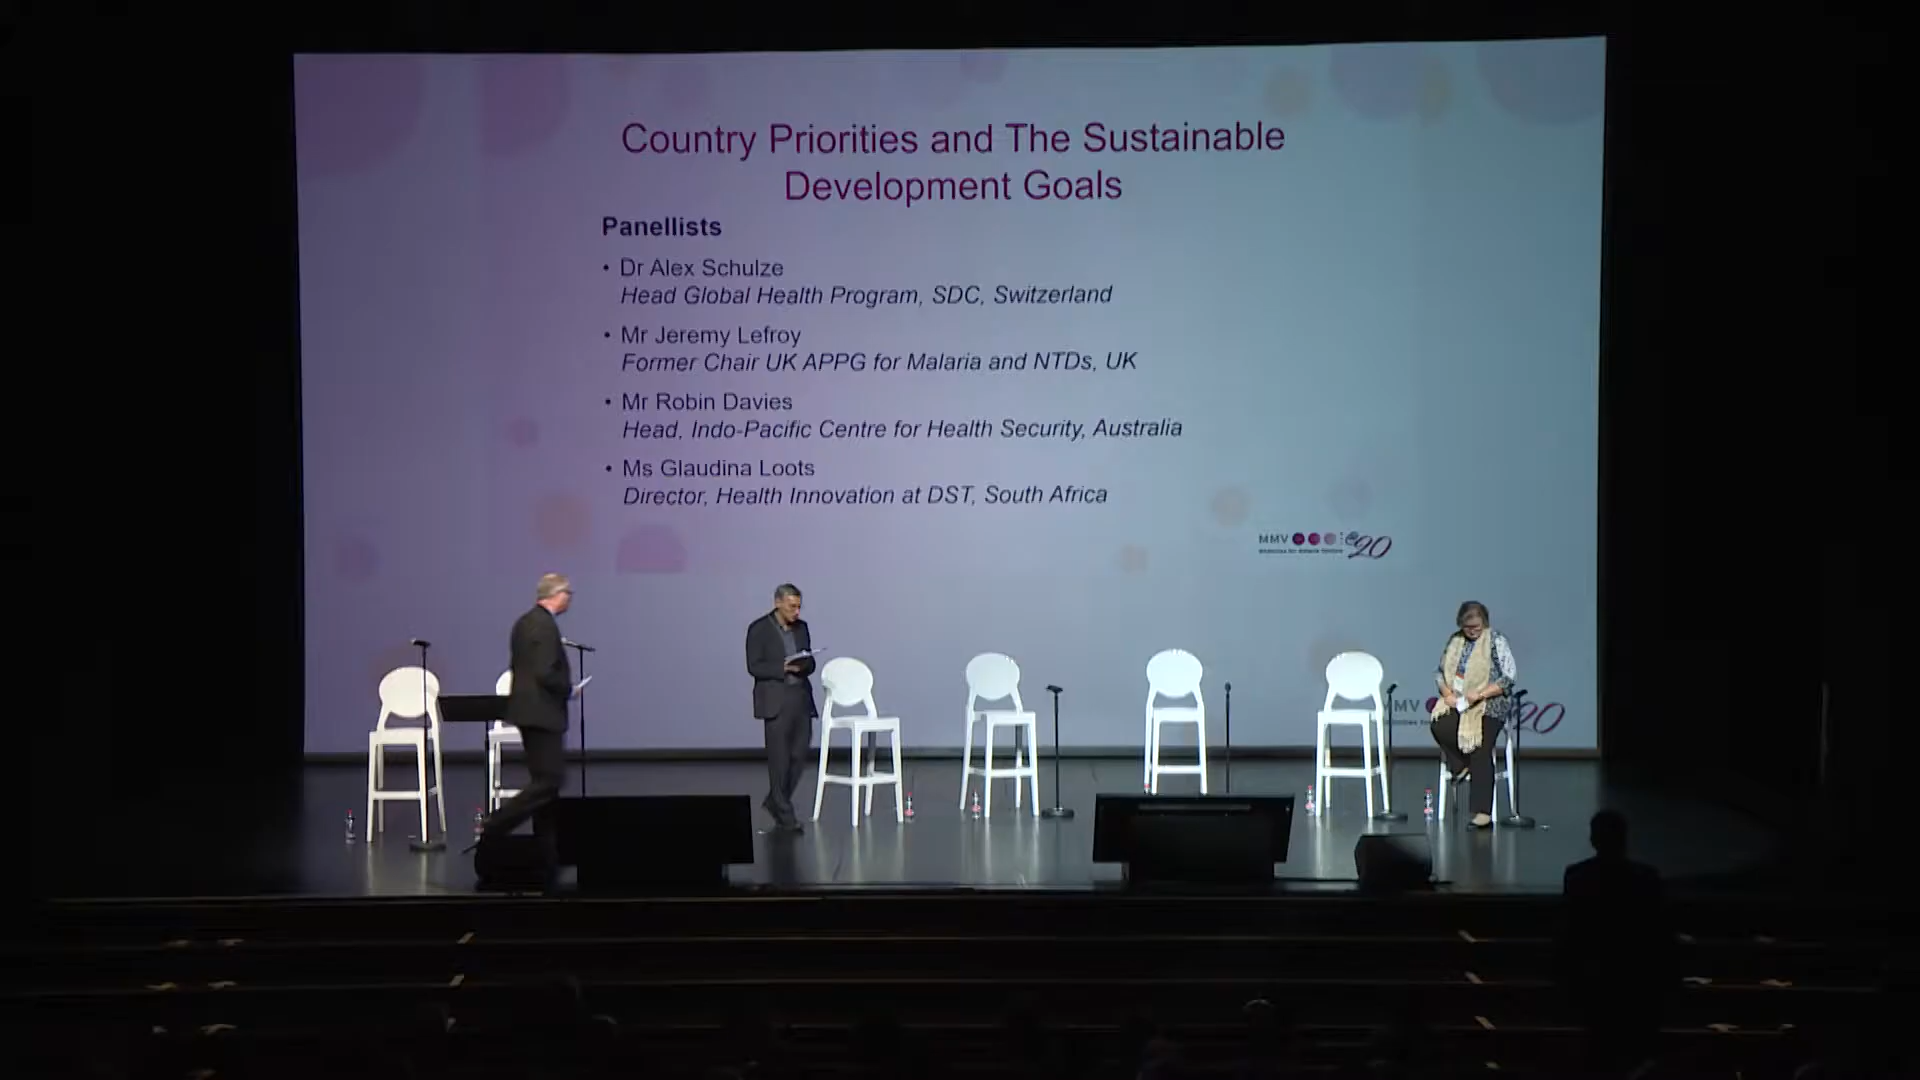 Country Priorities and The Sustainable
Development Goals
Panellists
• Dr Alex Schulze
Head Global Health Program, SDC, Switzerland
• Mr Jeremy Lefroy
Former Chair UK APPG for Malaria and NTDs, UK
• Mr Robin Davies
Head, Indo-Pacific Centre for Health Security, Australia
• Ms Glaudina Loots
Director, Health Innovation at DST, South Africa
MMV @20
MMV 20